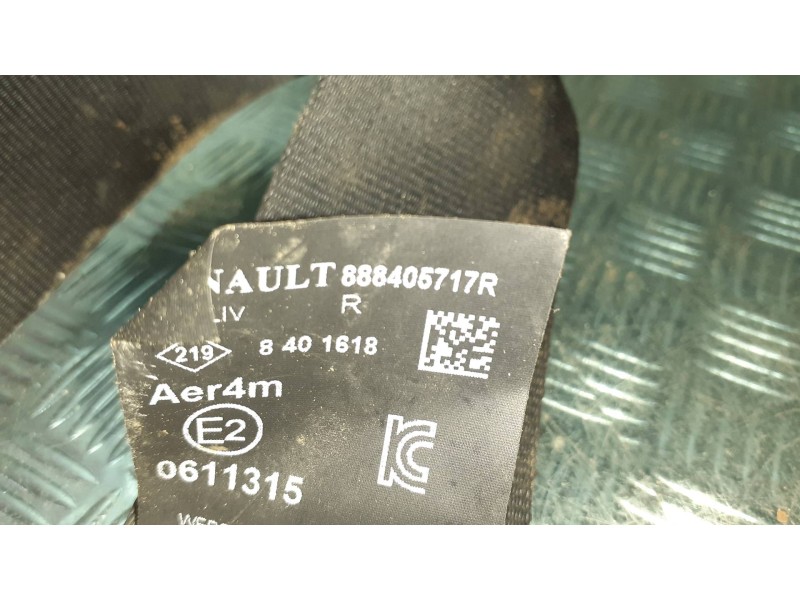 NAULT 888405717R
LIV R
219 8 40 1618
Aer4m
E2
0611315